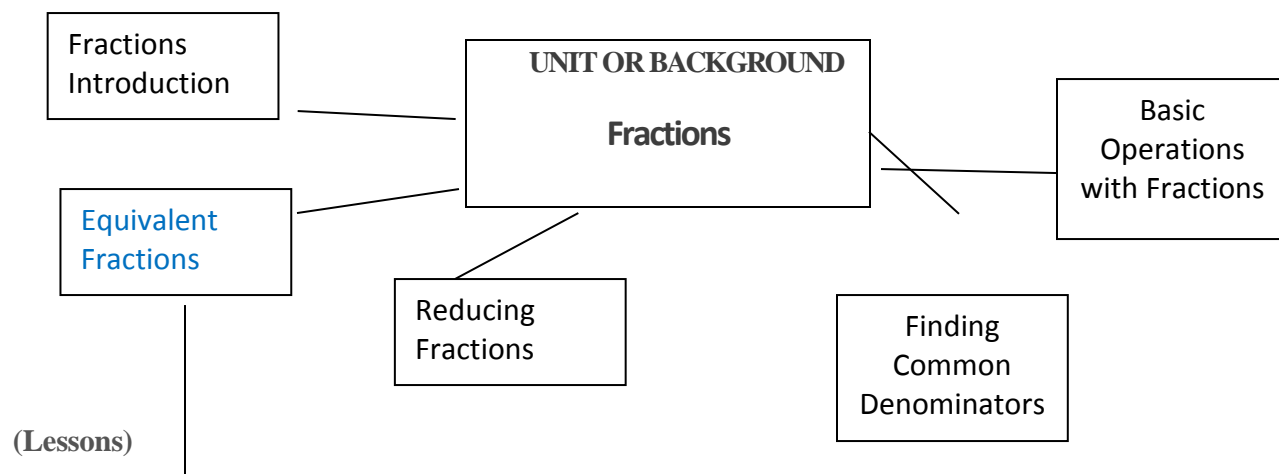 Fractions
Introduction
UNIT OR BACKGROUND
Fractions
Basic
Operations
with Fractions
Equivalent
Fractions
Reducing
Fractions
Finding
Common
Denominators
(Lessons)